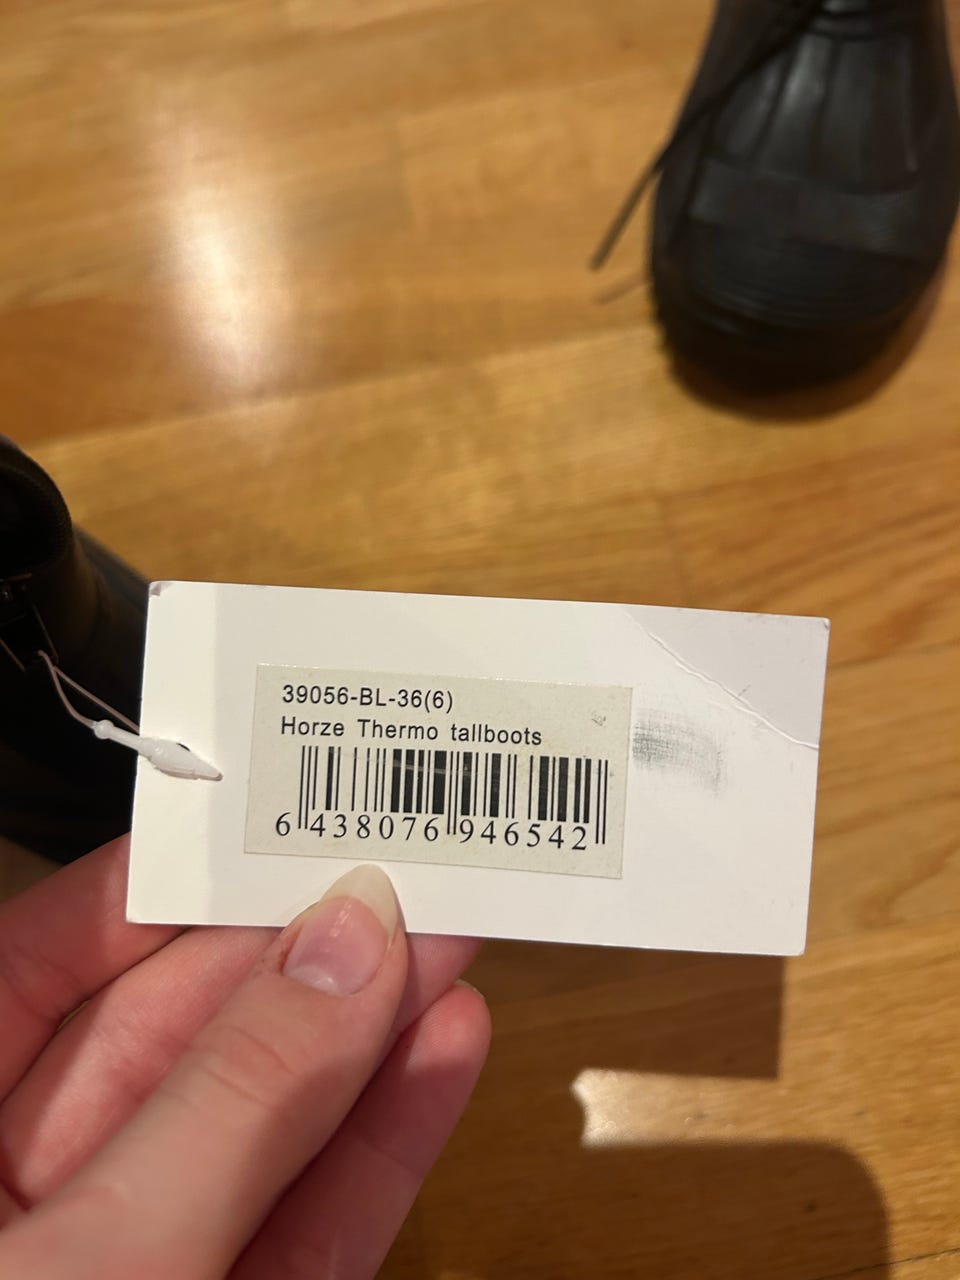 39056-BL-36(6)
Horze Thermo tallboots
6 438076 946542